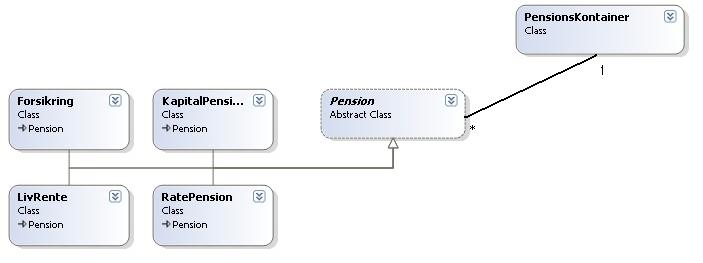 PensionsKontainer
Class
1
Forsikring
Class
Pension
KapitalPensi...
Class
Pension
Pension
Abstract Class
*
LivRente
Class
Pension
RatePension
Class
Pension